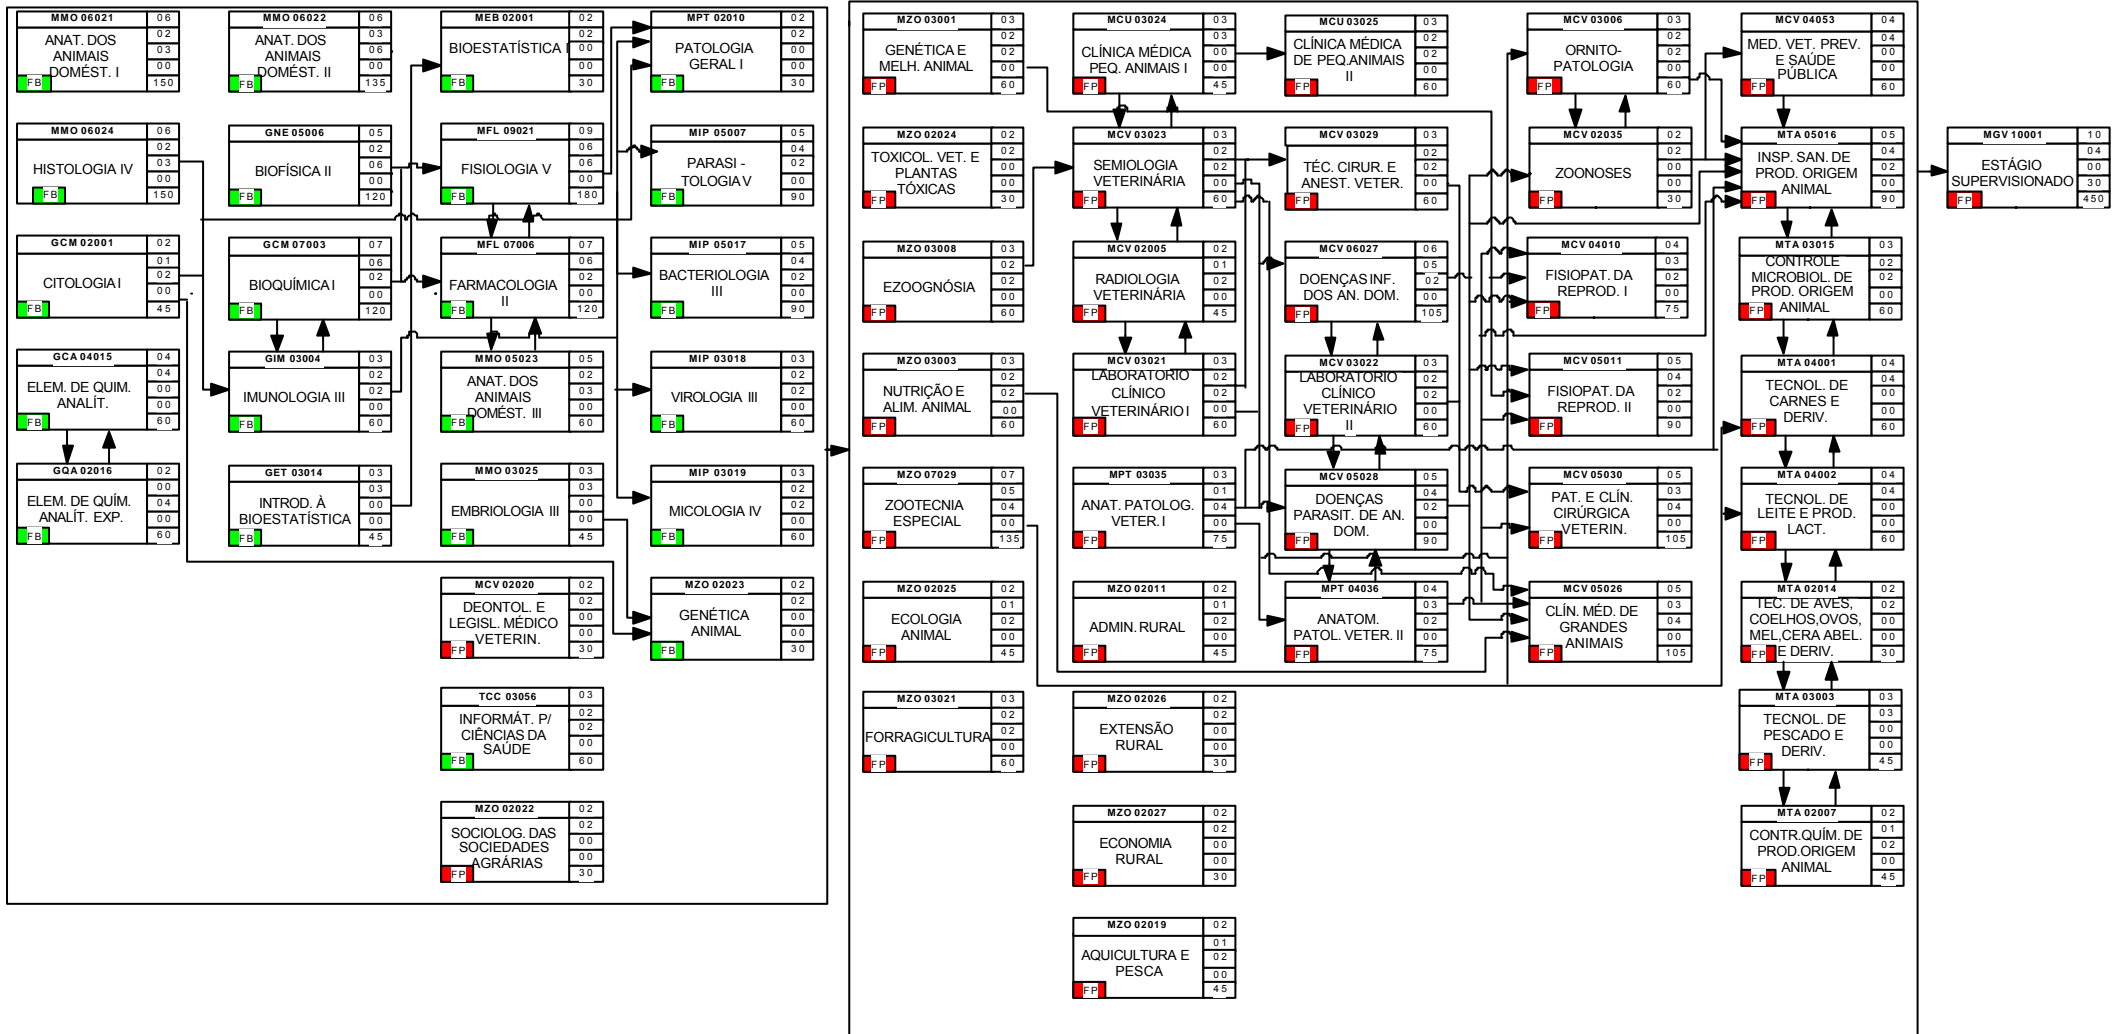 MMO 06021 06
02
ANAT. DOS
ANIMAIS
DOMÉST. I
03
00
FB 150
MMO 06024 06
02
HISTOLOGIA IV
03
00
FB 150
GCM 02001 02
01
CITOLOGIA I
02
00
FB 45
GCA 04015 04
04
ELEM. DE QUIM.
ANALÍT.
00
00
FB 60
GQA 02016 02
00
ELEM. DE QUÍM.
ANALÍT. EXP.
04
00
FB 60
MMO 06022 06
03
ANAT. DOS
ANIMAIS
DOMÉST. II
06
00
FB 135
GNE 05006 05
02
BIOFÍSICA II
06
00
FB 120
GCM 07003 07
06
BIOQUÍMICA I
02
00
FB 120
GIM 03004 03
02
IMUNOLOGIA III
02
00
FB 60
GET 03014 03
03
INTROD. À
BIOESTATÍSTICA
00
00
FB 45
MEB 02001 02
02
BIOESTATÍSTICA I
00
00
FB 30
MFL 09021 09
06
FISIOLOGIA V
06
00
FB 180
MFL 07006 07
06
FARMACOLOGIA
II
02
00
FB 120
MMO 05023 05
02
ANAT. DOS
ANIMAIS
DOMÉST. III
03
00
FB 60
MMO 03025 03
03
EMBRIOLOGIA III
00
00
FB 45
MCV 02020 02
02
DEONTOL. E
LEGISL. MÉDICO
VETERIN.
00
00
FP 30
TCC 03056 03
02
INFORMÁT. P/
CIÊNCIAS DA
SAÚDE
02
00
FB 60
MZO 02022 02
02
SOCIOLOG. DAS
SOCIEDADES
AGRÁRIAS
00
00
FP 30
MPT 02010 02
02
PATOLOGIA
GERAL I
00
00
FB 30
MIP 05007 05
04
PARASI -
TOLOGIA V
02
00
FB 90
MIP 05017 05
04
BACTERIOLOGIA
III
02
00
FB 90
MIP 03018 03
02
VIROLOGIA III
02
00
FB 60
MIP 03019 03
02
MICOLOGIA IV
02
00
FB 60
MZO 02023 02
02
GENÉTICA
ANIMAL
00
00
FB 30
MZO 03001 03
02
GENÉTICA E
MELH. ANIMAL
02
00
FP 60
MZO 02024 02
02
TOXICOL. VET. E
PLANTAS
TÓXICAS
00
00
FP 30
MZO 03008 03
02
EZOOGNÓSIA
02
00
FP 60
MZO 03003 03
02
NUTRIÇÃO E
ALIM. ANIMAL
02
00
FP 60
MZO 07029 07
05
ZOOTECNIA
ESPECIAL
04
00
FP 135
MZO 02025 02
01
ECOLOGIA
ANIMAL
02
00
FP 45
MZO 03021 03
02
FORRAGICULTURA
02
00
FP 60
MCU 03024 03
03
CLÍNICA MÉDICA
PEQ. ANIMAIS I
00
00
FP 45
MCV 03023 03
02
SEMIOLOGIA
VETERINÁRIA
02
00
FP 60
MCV 02005 02
01
RADIOLOGIA
VETERINÁRIA
02
00
FP 45
MCV 03021 03
02
LABORATORIO
CLÍNICO
VETERINÁRIO I
02
00
FP 60
MPT 03035 03
01
ANAT. PATOLOG.
VETER. I
04
00
FP 75
MZO 02011 02
01
ADMIN. RURAL
02
00
FP 45
MZO 02026 02
02
EXTENSÃO
RURAL
00
00
FP 30
MZO 02027 02
02
ECONOMIA
RURAL
00
00
FP 30
MZO 02019 02
01
AQUICULTURA E
PESCA
02
00
FP 45
MCU 03025 03
02
CLÍNICA MÉDICA
DE PEQ.ANIMAIS
II
02
00
FP 60
MCV 03029 03
02
TÉC. CIRUR. E
ANEST. VETER.
02
00
FP 60
MCV 06027 06
05
DOENÇAS INF.
DOS AN. DOM.
02
00
FP 105
MCV 03022 03
02
LABORATORIO
CLÍNICO
VETERINÁRIO
II
02
00
FP 60
MCV 05028 05
04
DOENÇAS
PARASIT. DE AN.
DOM.
02
00
FP 90
MPT 04036 04
03
ANATOM.
PATOL. VETER. II
02
00
FP 75
MCV 03006 03
02
ORNITO-
PATOLOGIA
02
00
FP 60
MCV 02035 02
02
ZOONOSES
00
00
FP 30
MCV 04010 04
03
FISIOPAT. DA
REPROD. I
02
00
FP 75
MCV 05011 05
04
FISIOPAT. DA
REPROD. II
02
00
FP 90
MCV 05030 05
03
PAT. E CLÍN.
CIRÚRGICA
VETERIN.
04
00
FP 105
MCV 05026 05
03
CLÍN. MÉD. DE
GRANDES
ANIMAIS
04
00
FP 105
MCV 04053 04
04
MED. VET. PREV.
E SAÚDE
PÚBLICA
00
00
FP 60
MTA 05016 05
04
INSP. SAN. DE
PROD. ORIGEM
ANIMAL
02
00
FP 90
MTA 03015 03
02
CONTROLE
MICROBIOL. DE
PROD. ORIGEM
ANIMAL
02
00
FP 60
MTA 04001 04
04
TECNOL. DE
CARNES E
DERIV.
00
00
FP 60
MTA 04002 04
04
TECNOL. DE
LEITE E PROD.
LACT.
00
00
FP 60
MTA 02014 02
02
TEC. DE AVES,
COELHOS,OVOS,
MEL,CERA ABEL.
E DERIV.
00
00
FP 30
MTA 03003 03
03
TECNOL. DE
PESCADO E
DERIV.
00
00
FP 45
MTA 02007 02
01
CONTR.QUÍM. DE
PROD.ORIGEM
ANIMAL
02
00
FP 45
MGV 10001 10
04
ESTÁGIO
SUPERVISIONADO
00
30
FP 450